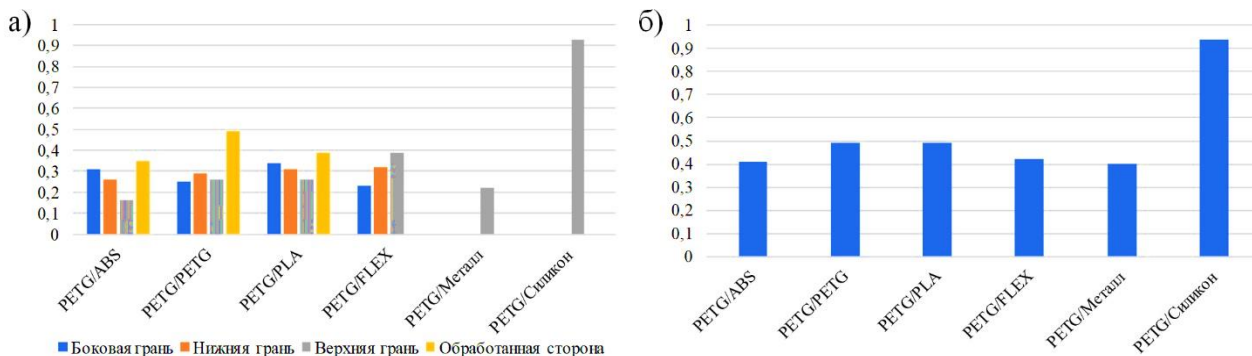 а)
1
0,9
0,8
0,7
0,6
0,5
0,4
0,3
0,2
0,1
0
PETG/ABS
PETG/PETG
PETG/PLA
PETG/FLEX
PETG/Металл
PETG/Силикон
Боковая грань Нижняя грань Верхняя грань Обработанная сторона
б)
1
0,9
0,8
0,7
0,6
0,5
0,4
0,3
0,2
0,1
0
PETG/ABS
PETG/PETG
PETG/PLA
PETG/FLEX
PETG/Металл
PETG/Силикон